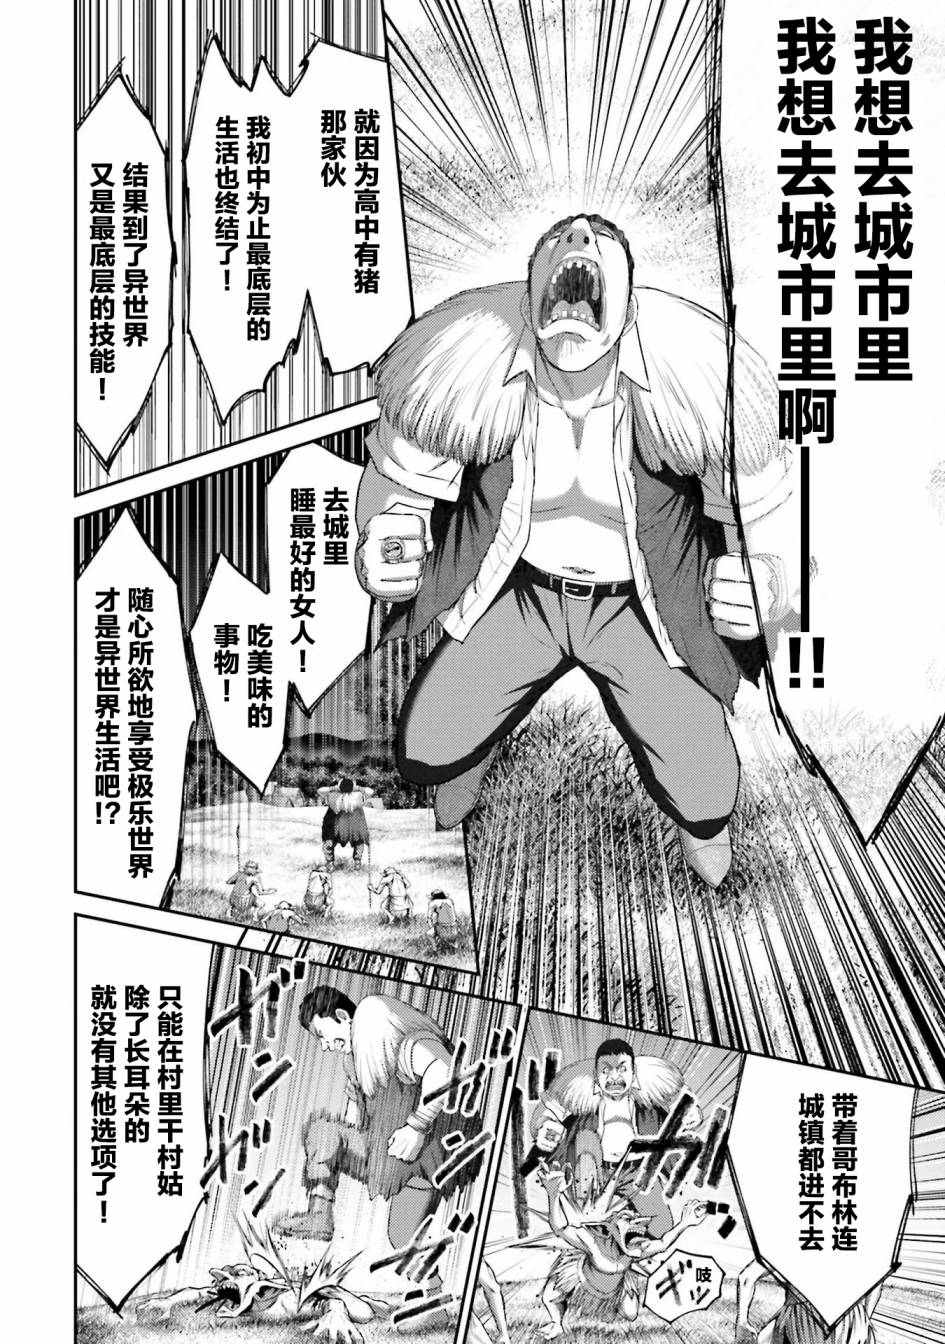 我想去城市里
我想去城市里啊
——!!
就因为高中有猪
那家伙
我初中为止最底层的
生活也终结了！
结果到了异世界
又是最底层的技能！
去城里
睡最好的女人！
吃美味的
事物！
随心所欲地享受极乐世界
才是异世界生活吧!?
带着哥布林连
城镇都进不去
吱
ギッ
ガッ
ガッ
ガッ
只能在村里干村姑
除了长耳朵的
就没有其他选项了！